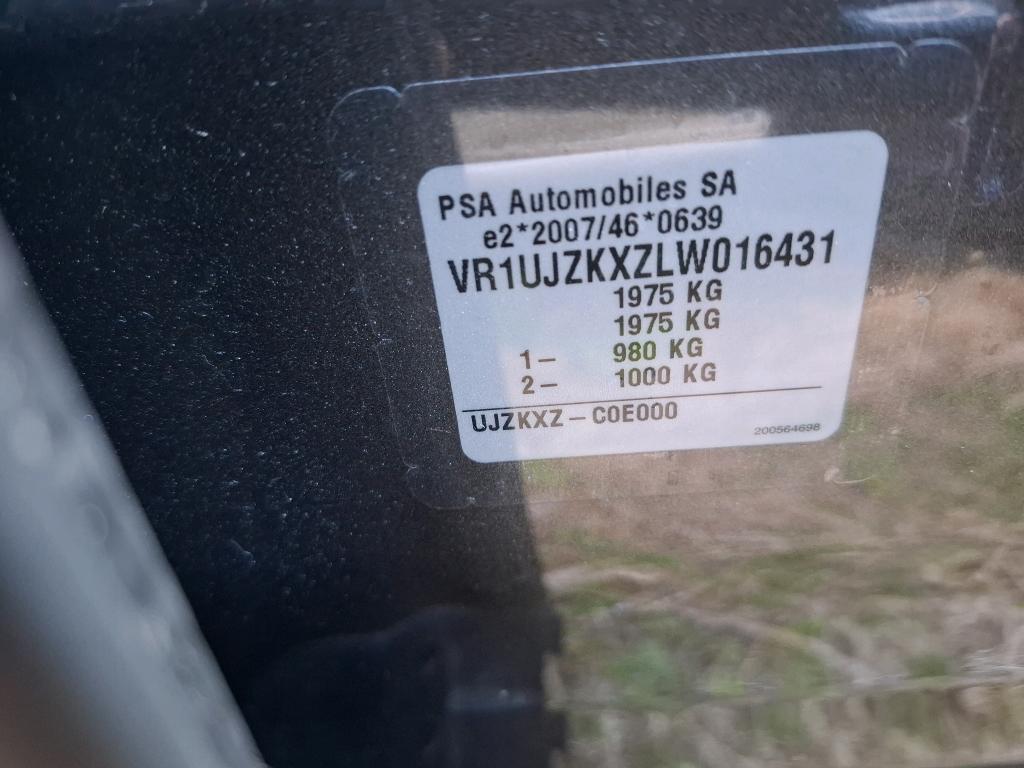 PSA Automobiles SA
e2*2007/46*0639
VR1UJZKXZLW016431
1975 KG
1975 KG
1– 980 KG
2– 1000 KG
UJZKXZ – C0E000
200564698